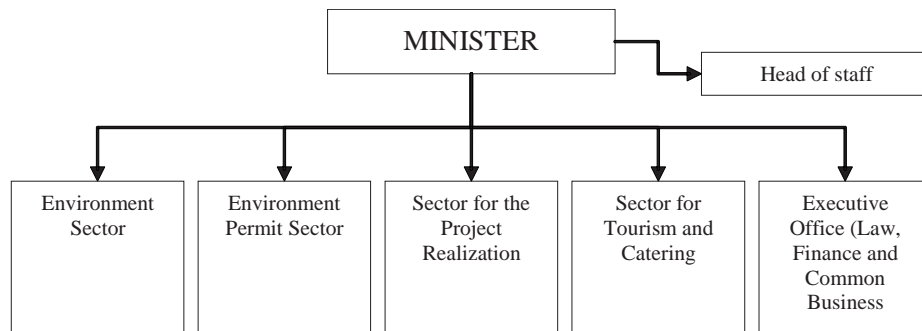 MINISTER
Head of staff
Environment
Sector
Environment
Permit Sector
Sector for the
Project
Realization
Sector for
Tourism and
Catering
Executive
Office (Law,
Finance and
Common
Business